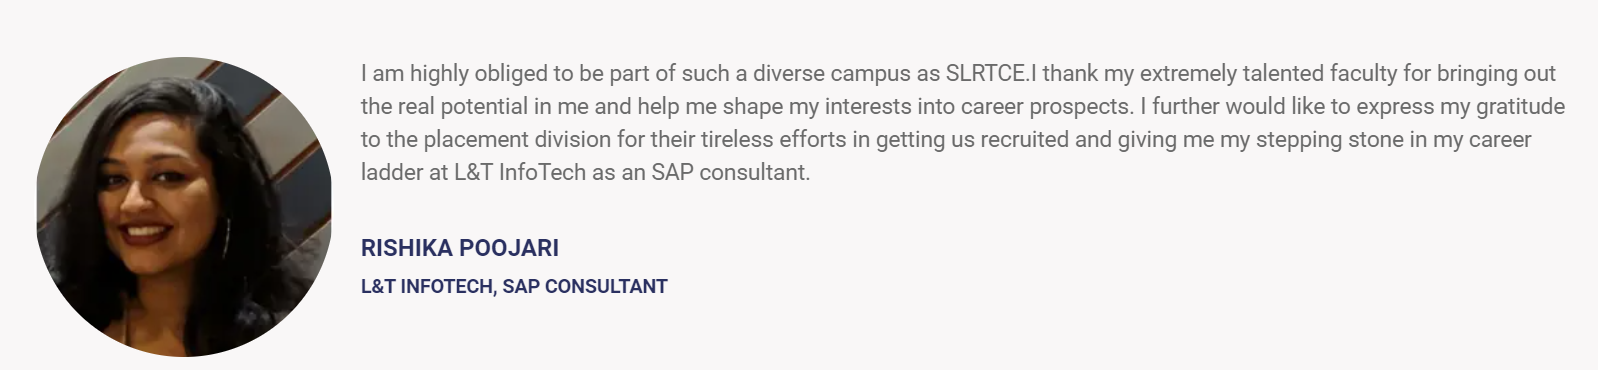 I am highly obliged to be part of such a diverse campus as SLRTCE.I thank my extremely talented faculty for bringing out
the real potential in me and help me shape my interests into career prospects. I further would like to express my gratitude
to the placement division for their tireless efforts in getting us recruited and giving me my stepping stone in my career
ladder at L&T InfoTech as an SAP consultant.
RISHIKA POOJARI
L&T INFOTECH, SAP CONSULTANT